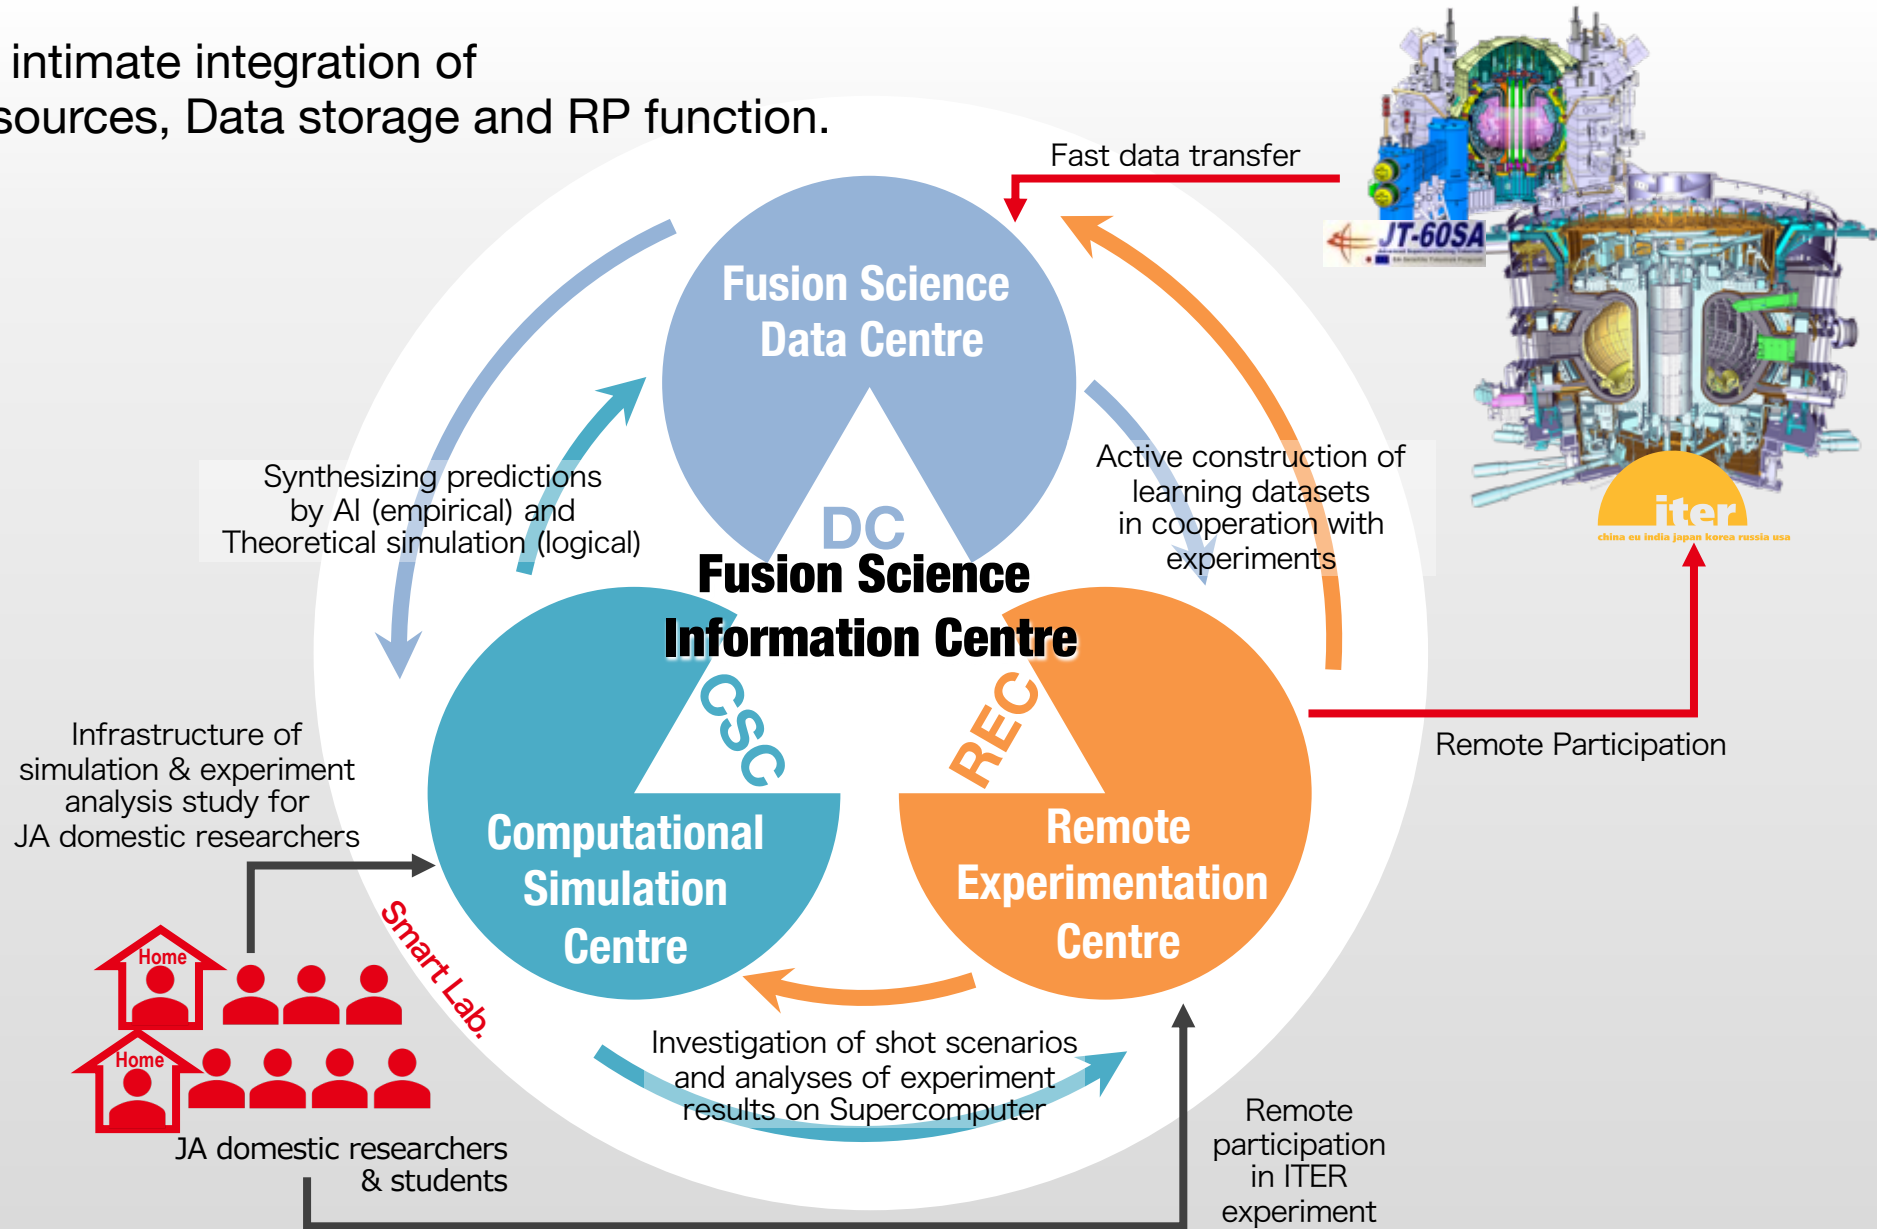 intimate integration of
sources, Data storage and RP function.
Fast data transfer
JT-60SA
Fusion Science
Data Centre
Synthesizing predictions
by AI (empirical) and
Theoretical simulation (logical)
Active construction of
learning datasets
in cooperation with
experiments
iter
china eu india japan korea russia usa
DC
Fusion Science
Information Centre
CSC
REC
Remote Participation
Infrastructure of
simulation & experiment
analysis study for
JA domestic researchers
Computational
Simulation
Centre
Remote
Experimentation
Centre
Smart Lab.
Home
Home
JA domestic researchers
& students
Investigation of shot scenarios
and analyses of experiment
results on Supercomputer
Remote
participation
in ITER
experiment